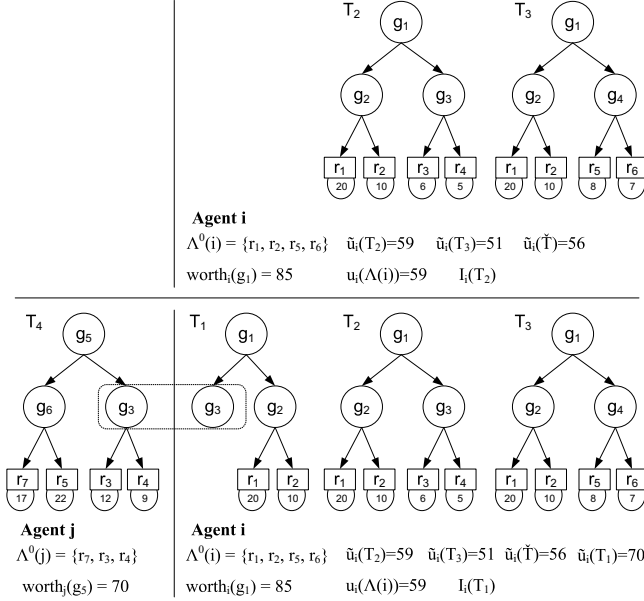 T₂ g₁ T₃ g₁
g₂ g₃ g₂ g₄
r₁ r₂ r₃ r₄ r₁ r₂ r₅ r₆
20 10 6 5 20 10 8 7
Agent i
Λ⁰(i) = {r₁, r₂, r₅, r₆} ũᵢ(T₂)=59 ũᵢ(T₃)=51 ũᵢ(Ť)=56
worthᵢ(g₁) = 85 uᵢ(Λ(i))=59 Iᵢ(T₂)
T₄ g₅ T₁ g₁ T₂ g₁ T₃ g₁
g₆ g₃ g₃ g₂ g₂ g₃ g₂ g₄
r₇ r₅ r₃ r₄ r₁ r₂ r₁ r₂ r₃ r₄ r₁ r₂ r₅ r₆
17 22 12 9 20 10 20 10 6 5 20 10 8 7
Agent j Agent i
Λ⁰(j) = {r₇, r₃, r₄} Λ⁰(i) = {r₁, r₂, r₅, r₆} ũᵢ(T₂)=59 ũᵢ(T₃)=51 ũᵢ(Ť)=56 ũᵢ(T₁)=70
worthⱼ(g₅) = 70 worthᵢ(g₁) = 85 uᵢ(Λ(i))=59 Iᵢ(T₁)